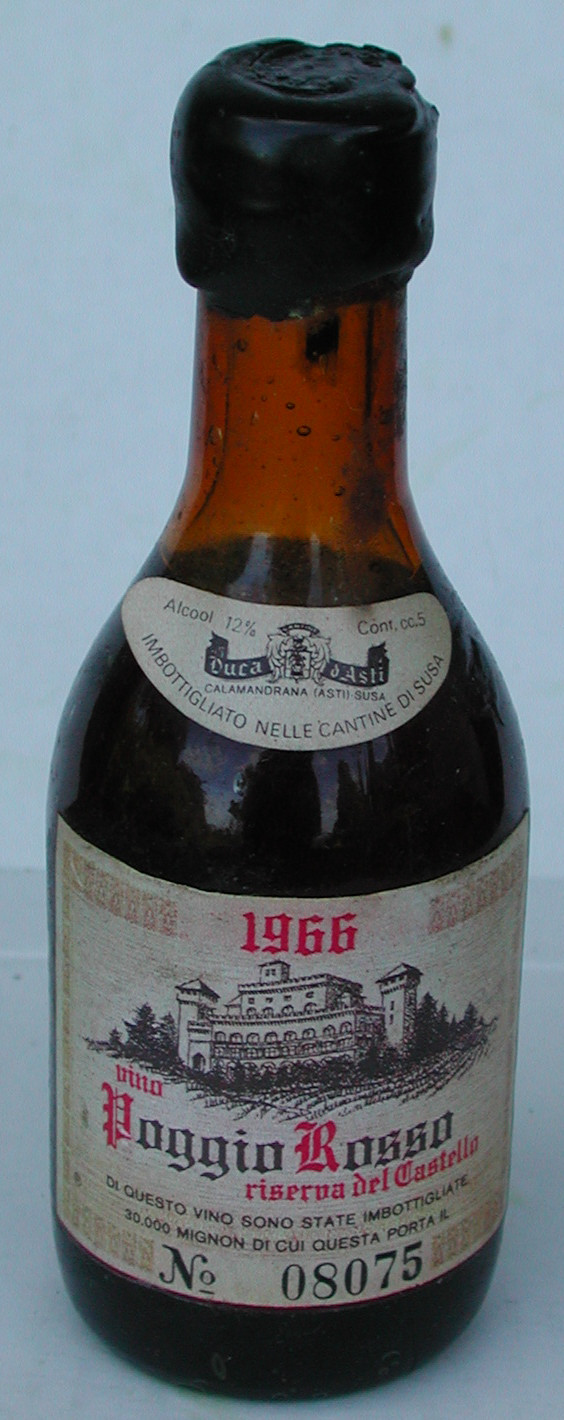 Alcool 12% Cont. cc. 5
Duca d'Asti
CALAMANDRANA (ASTI) SUSA
IMBOTTIGLIATO NELLE CANTINE DI SUSA
1966
vino
Poggio Rosso
riserva del Castello
DI QUESTO VINO SONO STATE IMBOTTIGLIATE
30.000 MIGNON DI CUI QUESTA PORTA IL
No 08075